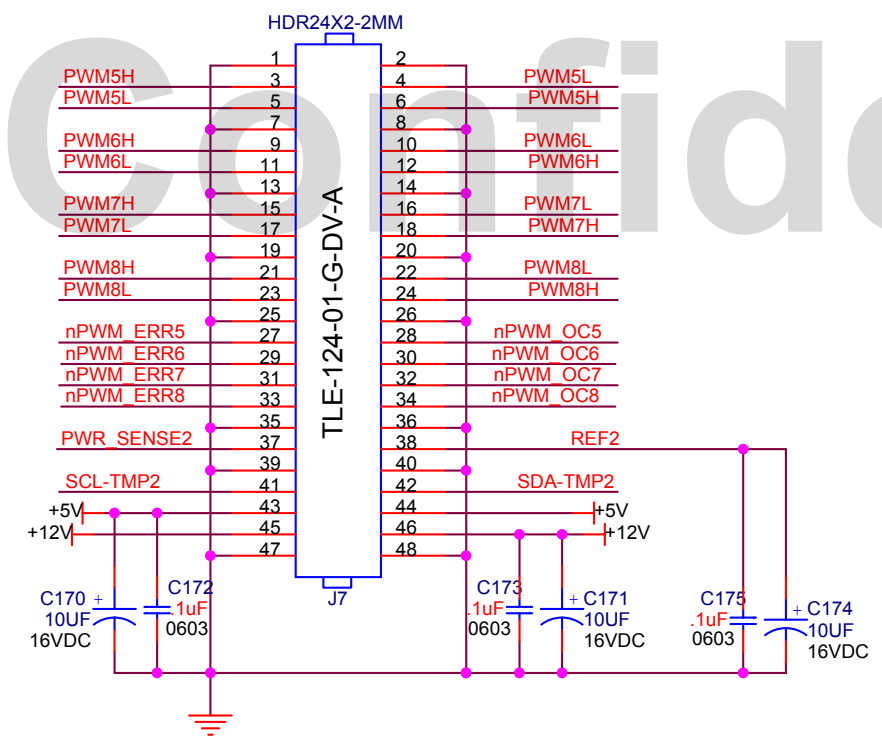 HDR24X2-2MM
Confide
1 2
PWM5H 3 4 PWM5L
PWM5L 5 6 PWM5H
7 8
PWM6H 9 10 PWM6L
PWM6L 11 12 PWM6H
13 14
PWM7H 15 16 PWM7L
PWM7L 17 18 PWM7H
19 20
PWM8H 21 22 PWM8L
PWM8L 23 24 PWM8H
25 26
nPWM_ERR5 27 28 nPWM_OC5
nPWM_ERR6 29 30 nPWM_OC6
nPWM_ERR7 31 32 nPWM_OC7
nPWM_ERR8 33 34 nPWM_OC8
35 36
PWR_SENSE2 37 38 REF2
39 40
SCL-TMP2 41 42 SDA-TMP2
+5V 43 44 +5V
+12V 45 46 +12V
47 48
TLE-124-01-G-DV-A
J7
C170 +
10UF
16VDC
C172
.1uF
0603
C173
.1uF
0603
+ C171
10UF
16VDC
C175
.1uF
0603
+ C174
10UF
16VDC